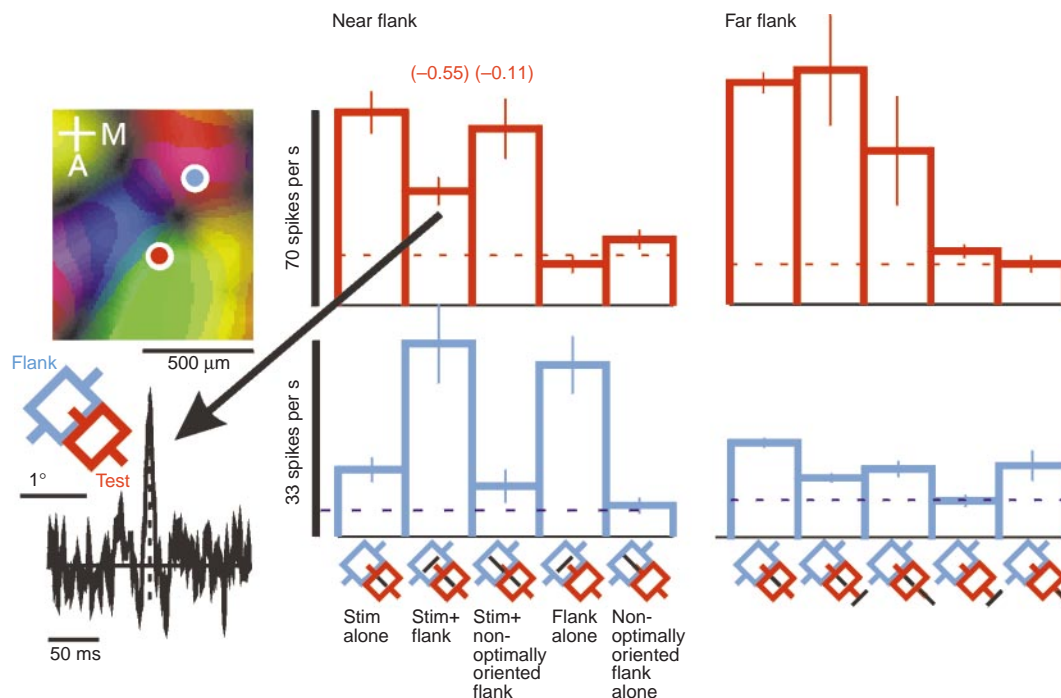 Near flank
Far flank
(–0.55) (–0.11)
M
A
70 spikes per s
500 µm
Flank
Test
1°
50 ms
33 spikes per s
Stim
alone
Stim+
flank
Stim+
non-
optimally
oriented
flank
Flank
alone
Non-
optimally
oriented
flank
alone